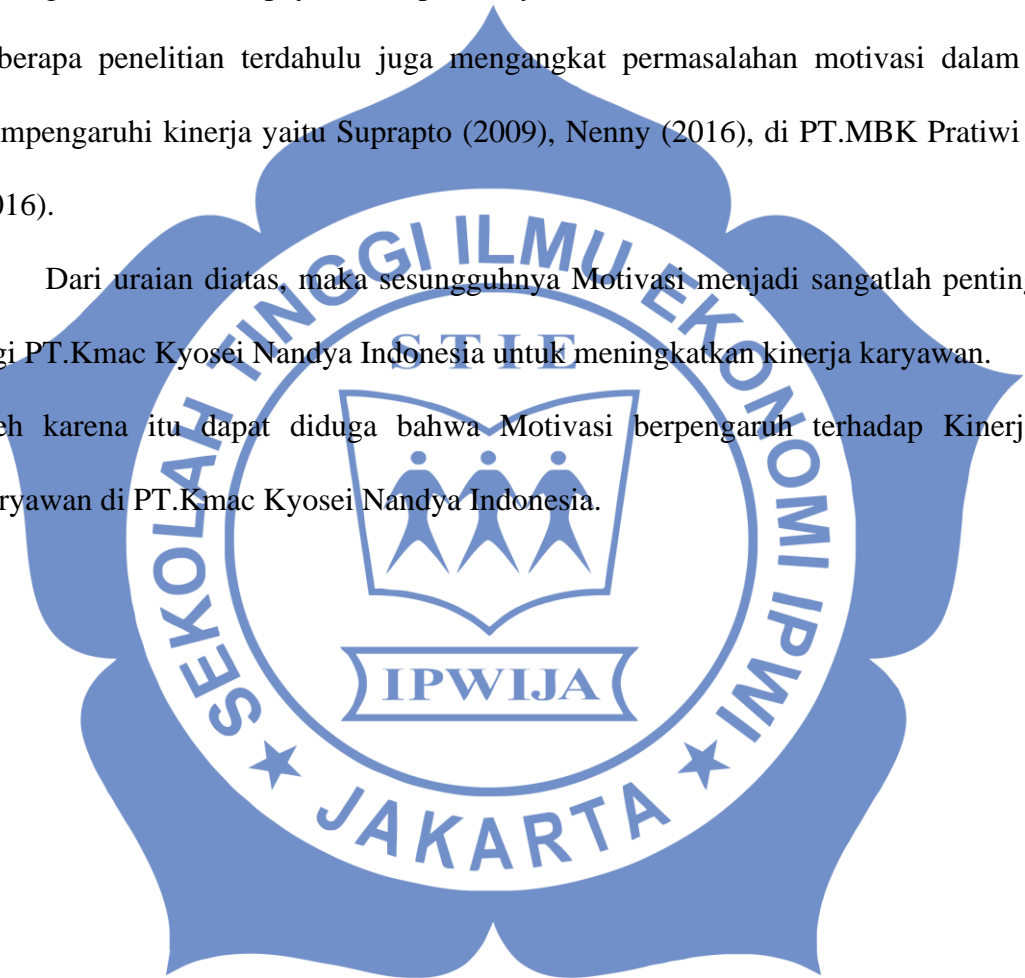 berapa penelitian terdahulu juga mengangkat permasalahan motivasi dalam
mpengaruhi kinerja yaitu Suprapto (2009), Nenny (2016), di PT.MBK Pratiwi
016).
Dari uraian diatas, maka sesungguhnya Motivasi menjadi sangatlah penting
gi PT.Kmac Kyosei Nandya Indonesia untuk meningkatkan kinerja karyawan.
eh karena itu dapat diduga bahwa Motivasi berpengaruh terhadap Kinerj
ryawan di PT.Kmac Kyosei Nandya Indonesia.
SEKOLAH TINGGI ILMU EKONOMI IPWI
STIE
IPWIJA
★ JAKARTA ★